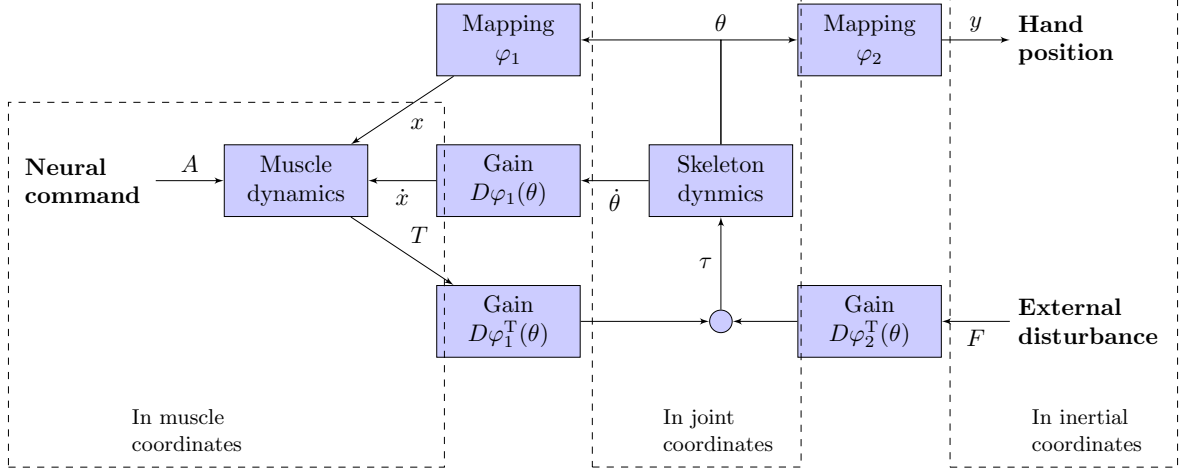 Mapping
φ₁
θ
Mapping
φ₂
y
Hand
position
x
Neural
command
A
Muscle
dynamics
ẋ
Gain
Dφ₁(θ)
θ̇
Skeleton
dynmics
T
τ
Gain
Dφ₁ᵀ(θ)
Gain
Dφ₂ᵀ(θ)
F
External
disturbance
In muscle
coordinates
In joint
coordinates
In inertial
coordinates